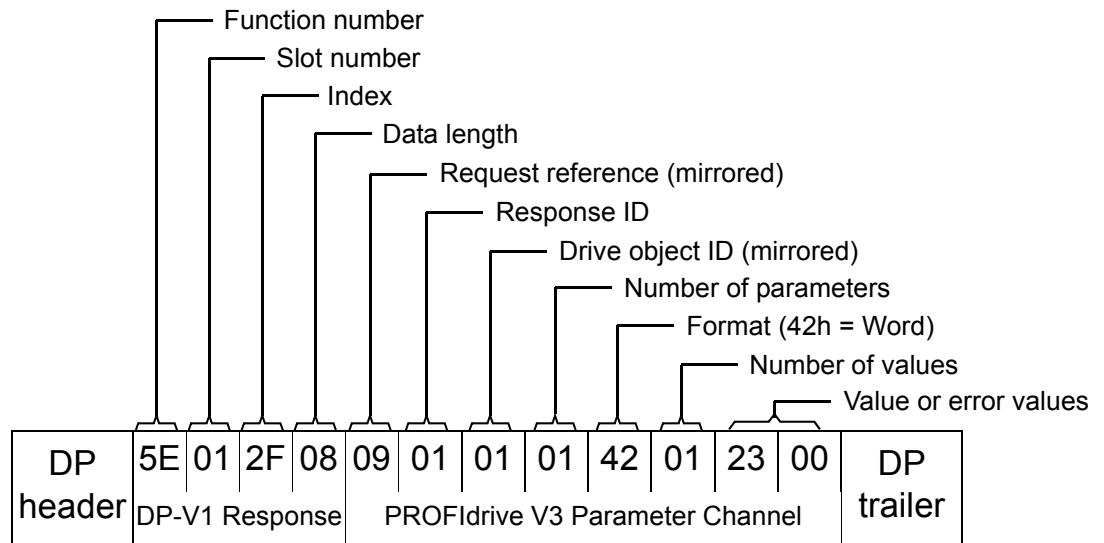 Function number
Slot number
Index
Data length
Request reference (mirrored)
Response ID
Drive object ID (mirrored)
Number of parameters
Format (42h = Word)
Number of values
Value or error values
DP header
5E 01 2F 08 09 01 01 01 42 01 23 00
DP trailer
DP-V1 Response
PROFIdrive V3 Parameter Channel